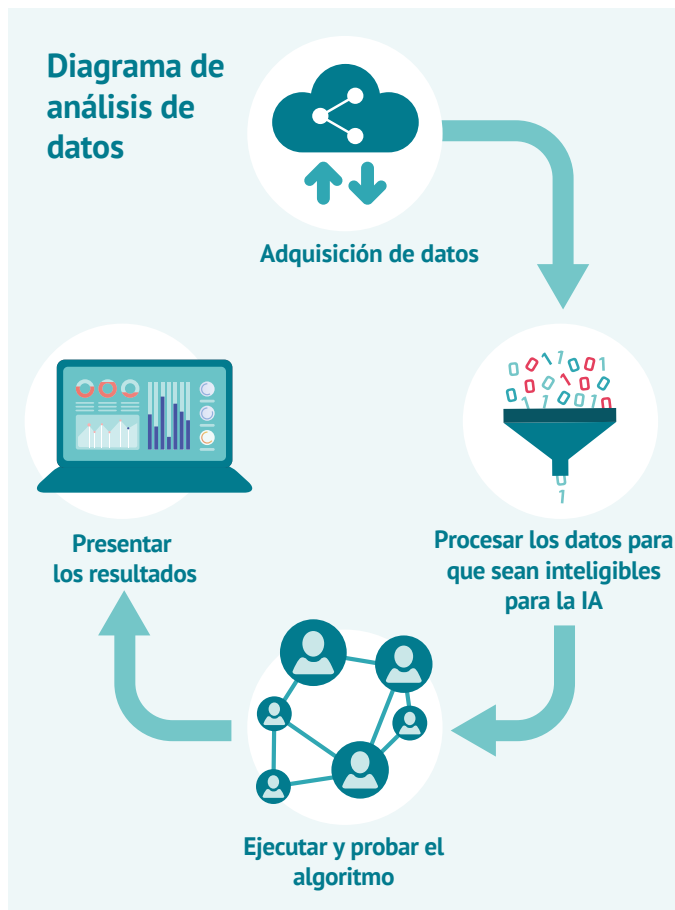 Diagrama de
análisis de
datos
Adquisición de datos
Procesar los datos para
que sean inteligibles
para la IA
Ejecutar y probar el
algoritmo
Presentar
los resultados